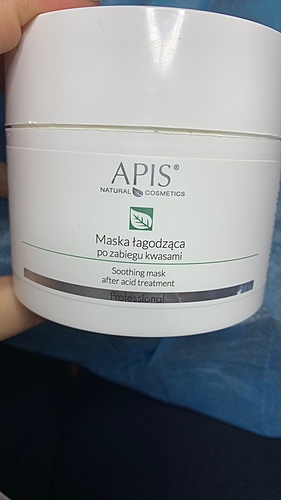 APIS®
NATURAL COSMETICS
Maska łagodząca
po zabiegu kwasami
Soothing mask
after acid treatment
Professional